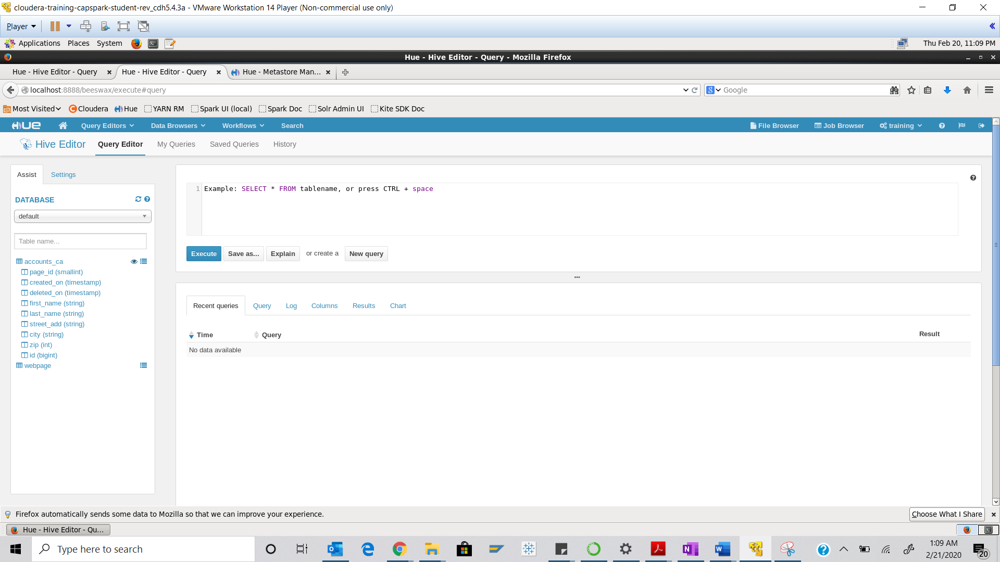 cloudera-training-capspark-student-rev_cdh5.4.3a - VMware Workstation 14 Player (Non-commercial use only)
Player
Applications Places System Thu Feb 20, 11:09 PM
Hue - Hive Editor - Query - Mozilla Firefox
Hue - Hive Editor - Query Hue - Hive Editor - Query Hue - Metastore Man...
localhost:8888/beeswax/execute#query Google
Most Visited Cloudera Hue YARN RM Spark UI (local) Spark Doc Solr Admin UI Kite SDK Doc
HUE Query Editors Data Browsers Workflows Search File Browser Job Browser training
Hive Editor Query Editor My Queries Saved Queries History
Assist Settings
DATABASE
default
Table name...
accounts_ca
page_id (smallint)
created_on (timestamp)
deleted_on (timestamp)
first_name (string)
last_name (string)
street_add (string)
city (string)
zip (int)
id (bigint)
webpage
1 Example: SELECT * FROM tablename, or press CTRL + space
Execute Save as... Explain or create a New query
Recent queries Query Log Columns Results Chart
Time Query Result
No data available
Firefox automatically sends some data to Mozilla so that we can improve your experience. Choose What I Share
Hue - Hive Editor - Qu...
Type here to search
1:09 AM
2/21/2020
20